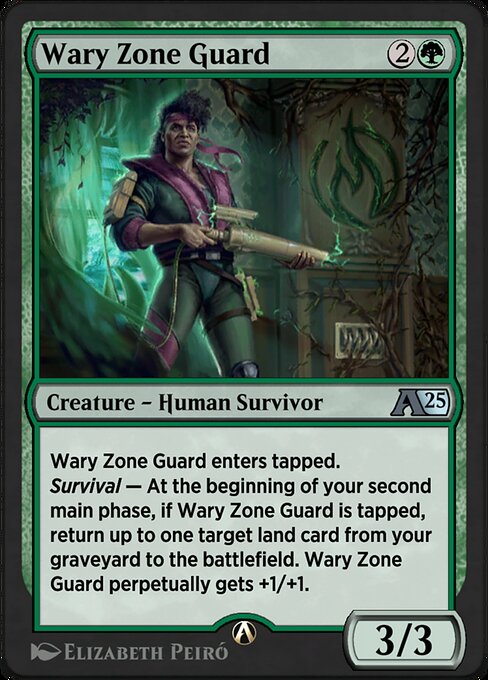 Wary Zone Guard 2
Creature – Human Survivor A25
Wary Zone Guard enters tapped.
Survival — At the beginning of your second
main phase, if Wary Zone Guard is tapped,
return up to one target land card from your
graveyard to the battlefield. Wary Zone
Guard perpetually gets +1/+1.
3/3
Elizabeth Peiró